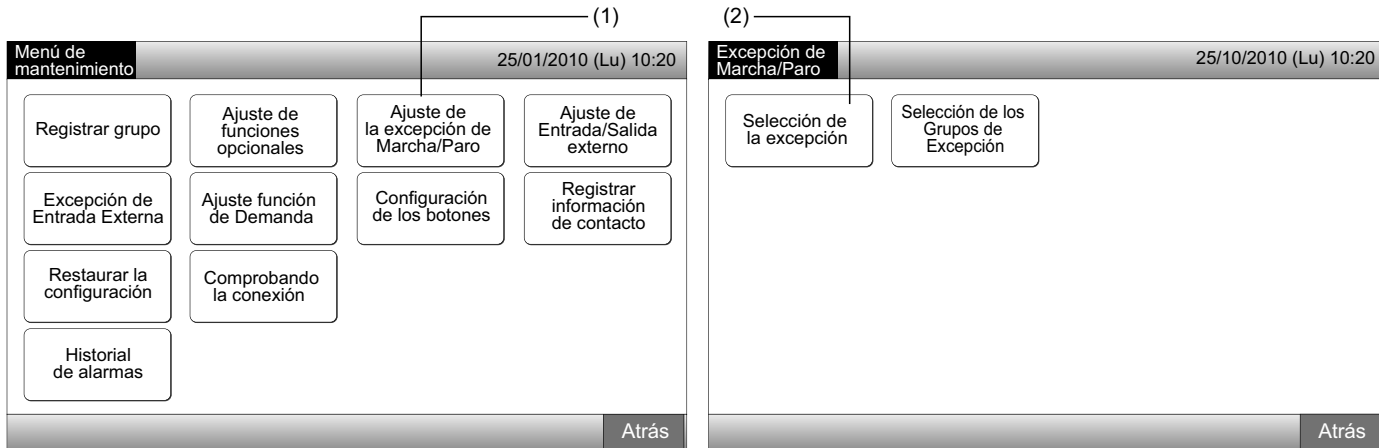 (1)
Menú de
mantenimiento
25/01/2010 (Lu) 10:20
Registrar grupo
Ajuste de
funciones
opcionales
Ajuste de
la excepción de
Marcha/Paro
Ajuste de
Entrada/Salida
externo
Excepción de
Entrada Externa
Ajuste función
de Demanda
Configuración
de los botones
Registrar
información
de contacto
Restaurar la
configuración
Comprobando
la conexión
Historial
de alarmas
Atrás
(2)
Excepción de
Marcha/Paro
25/10/2010 (Lu) 10:20
Selección de
la excepción
Selección de los
Grupos de
Excepción
Atrás